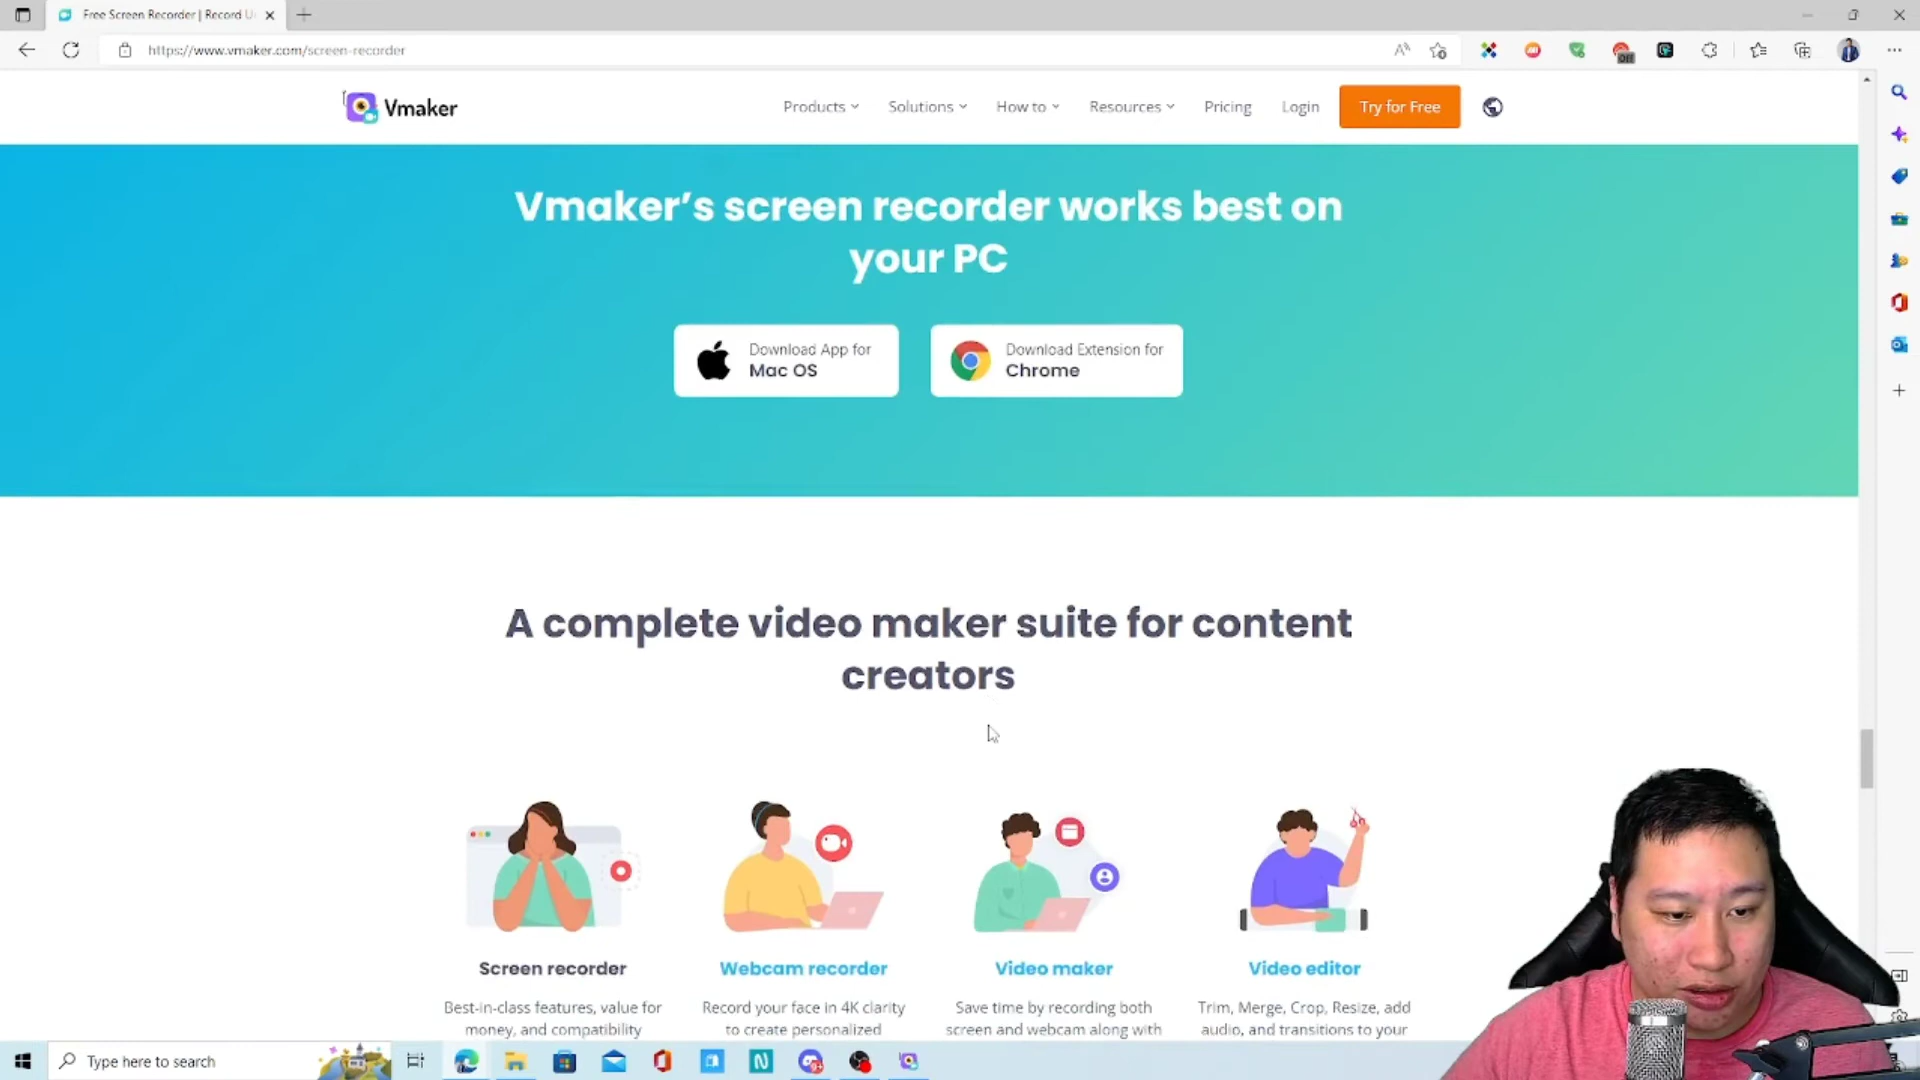 Free Screen Recorder | Record U
https://www.vmaker.com/screen-recorder
off
Vmaker
Products
Solutions
How to
Resources
Pricing
Login
Try for Free
Vmaker’s screen recorder works best on
your PC
Download App for
Mac OS
Download Extension for
Chrome
A complete video maker suite for content
creators
Screen recorder
Webcam recorder
Video maker
Video editor
Best-in-class features, value for
money, and compatibility
Record your face in 4K clarity
to create personalized
Save time by recording both
screen and webcam along with
Trim, Merge, Crop, Resize, add
audio, and transitions to your
Type here to search